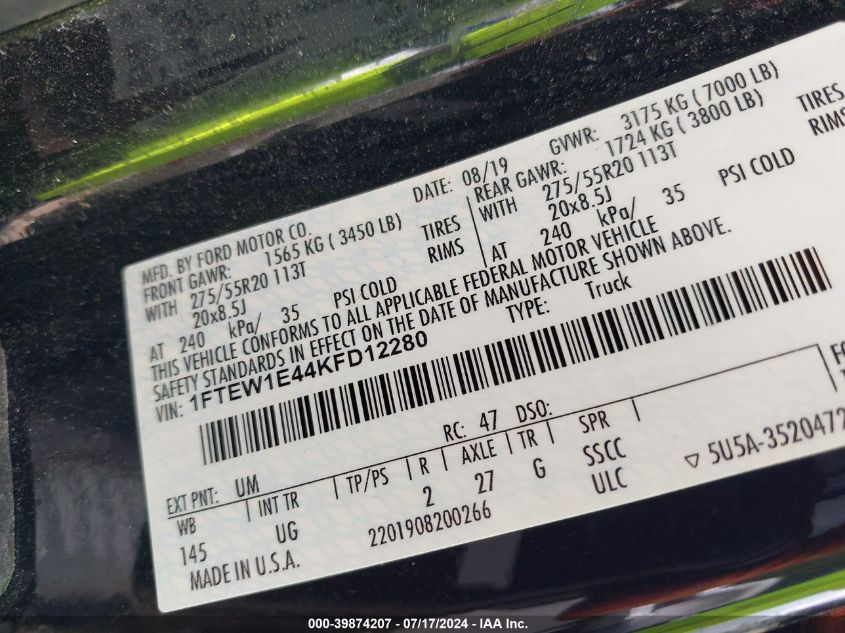 MFD. BY FORD MOTOR CO.
DATE: 08/19
GVWR: 3175 KG ( 7000 LB)
FRONT GAWR: 1565 KG ( 3450 LB)
REAR GAWR: 1724 KG ( 3800 LB)
WITH 275/55R20 113T TIRES
WITH 275/55R20 113T TIRES
20x8.5J RIMS
20x8.5J RIMS
AT 240 kPa/ 35 PSI COLD
AT 240 kPa/ 35 PSI COLD
THIS VEHICLE CONFORMS TO ALL APPLICABLE FEDERAL MOTOR VEHICLE
SAFETY STANDARDS IN EFFECT ON THE DATE OF MANUFACTURE SHOWN ABOVE.
VIN: 1FTEW1E44KFD12280
TYPE: Truck
EXT PNT: UM RC: 47 DSO:
WB INT TR TP/PS R AXLE TR SPR
145 UG 2 27 G SSCC
ULC
MADE IN U.S.A. 2201908200266
5U5A-3520472
000-39874207 - 07/17/2024 - IAA Inc.